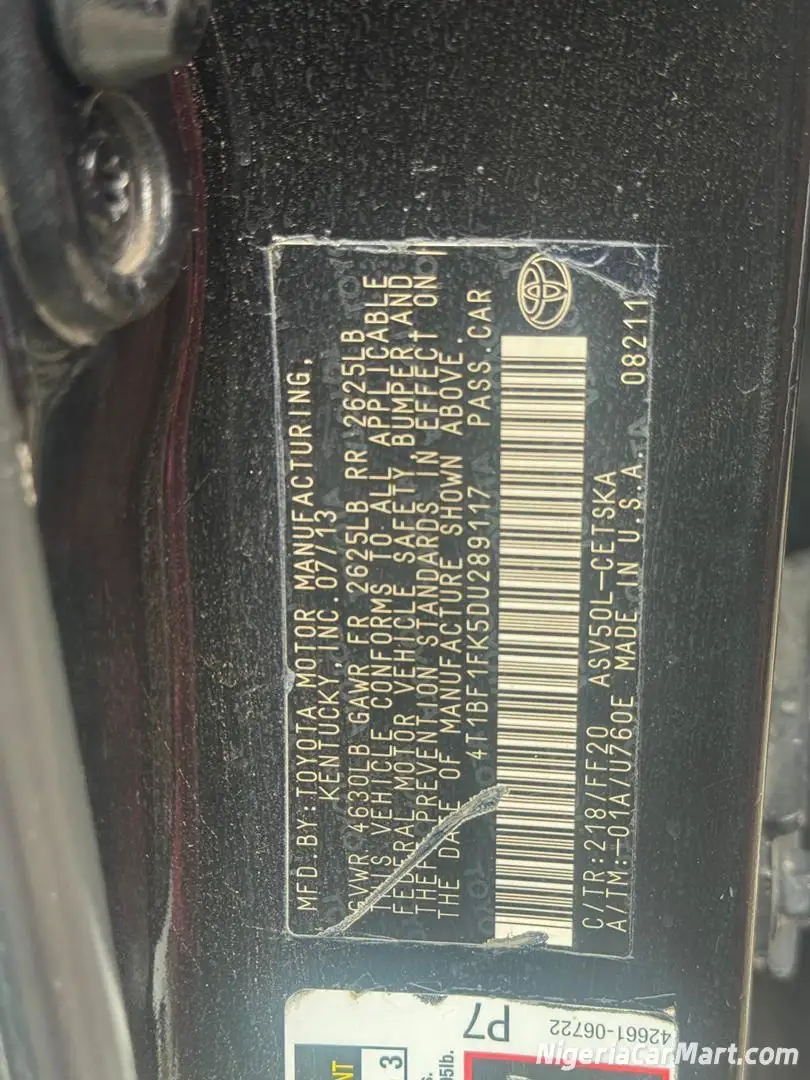 MFD.BY:TOYOTA MOTOR MANUFACTURING,
KENTUCKY,INC. 07/13
GVWR 4630LB GAWR FR 2625LB RR 2625LB
THIS VEHICLE CONFORMS TO ALL APPLICABLE
FEDERAL MOTOR VEHICLE SAFETY, BUMPER,AND
THEFT PREVENTION STANDARDS IN EFFECT ON
THE DATE OF MANUFACTURE SHOWN ABOVE.
4T1BF1FK5DU289117 PASS.CAR
C/TR:218/FF20 ASV50L-CETSKA
A/TM:-01A/U760E MADE IN U.S.A. 08211
P7
42661-06722
3
NigeriaCarMart.com